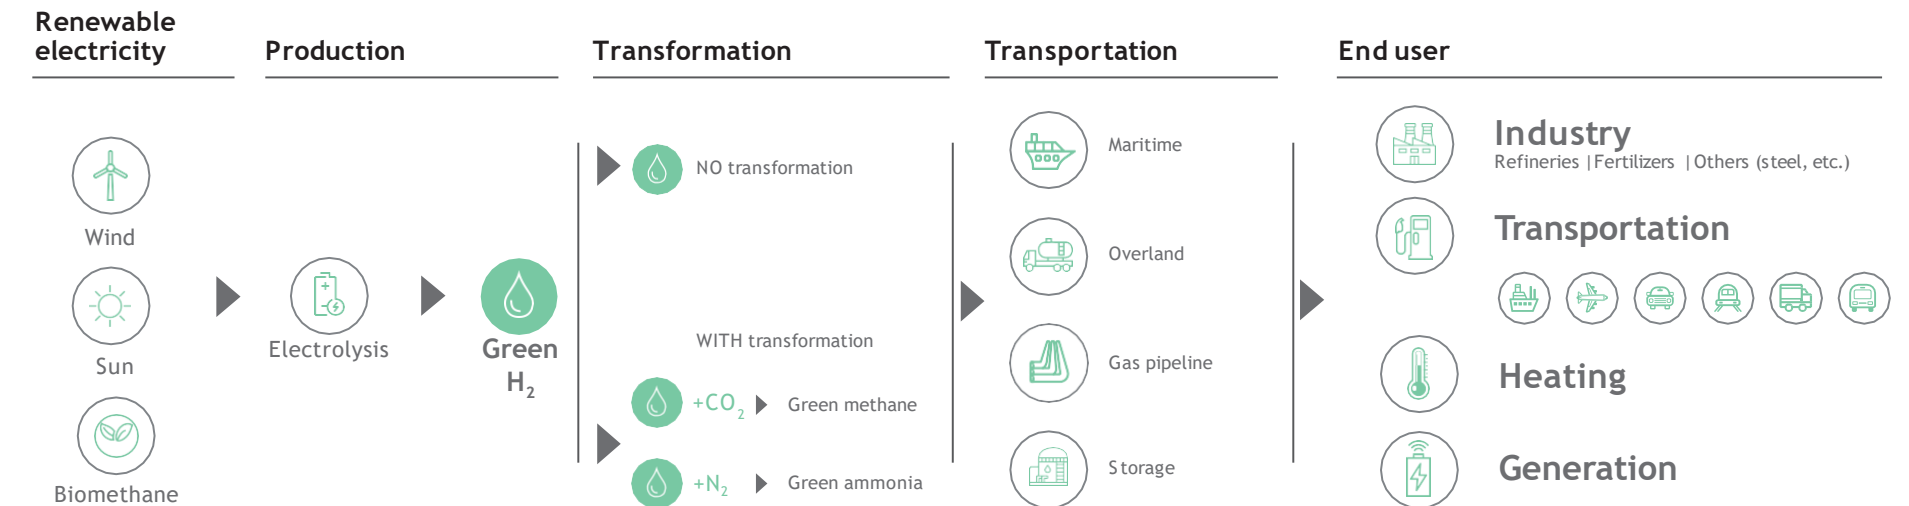 Renewable
electricity
Production
Transformation
Transportation
End user
Wind
Sun
Biomethane
Electrolysis
Green
H₂
NO transformation
WITH transformation
+CO₂
Green methane
+N₂
Green ammonia
Maritime
Overland
Gas pipeline
Storage
Industry
Refineries | Fertilizers | Others (steel, etc.)
Transportation
Heating
Generation